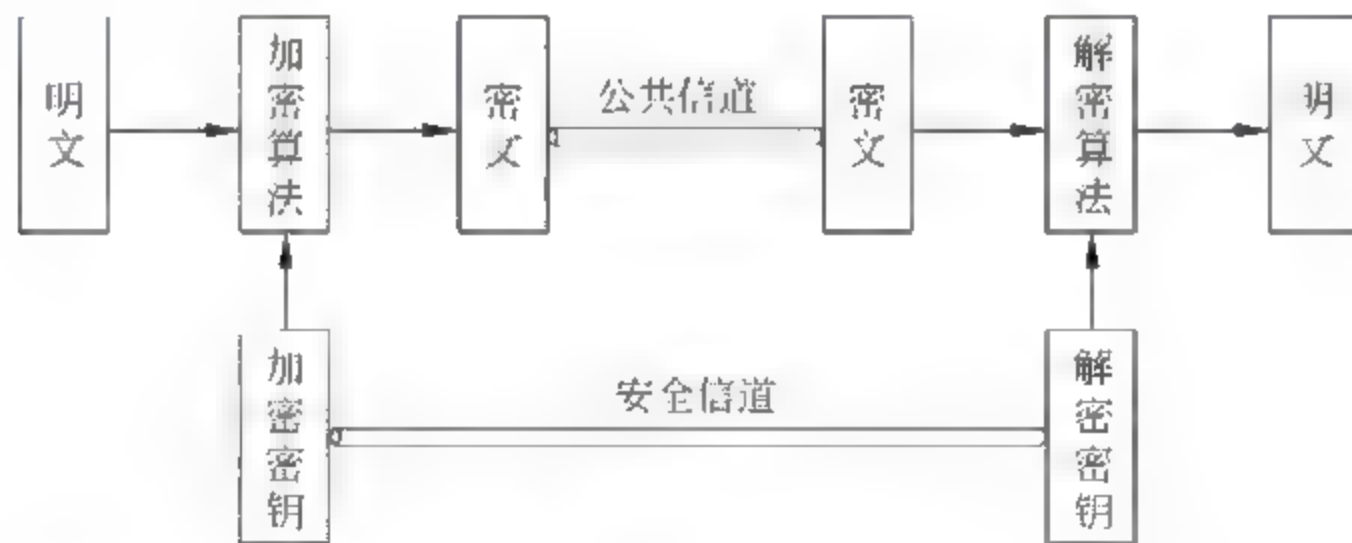 明文
加密算法
密文
公共信道
密文
解密算法
明文
加密密钥
安全信道
解密密钥